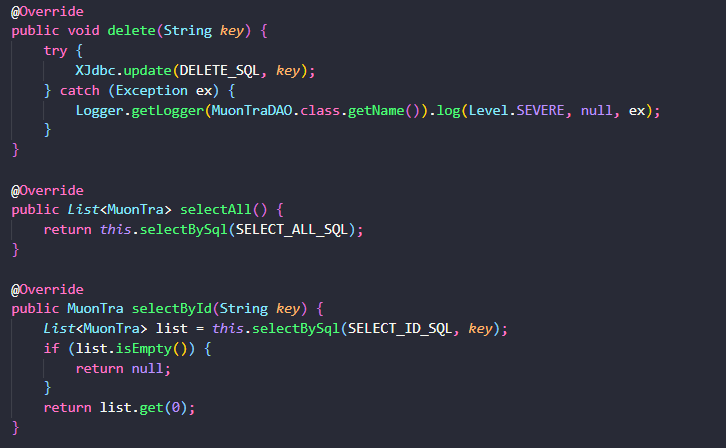 @Override
public void delete(String key) {
    try {
        XJdbc.update(DELETE_SQL, key);
    } catch (Exception ex) {
        Logger.getLogger(MuonTraDAO.class.getName()).log(Level.SEVERE, null, ex);
    }
}
@Override
public List<MuonTra> selectAll() {
    return this.selectBySql(SELECT_ALL_SQL);
}
@Override
public MuonTra selectById(String key) {
    List<MuonTra> list = this.selectBySql(SELECT_ID_SQL, key);
    if (list.isEmpty()) {
        return null;
    }
    return list.get(0);
}